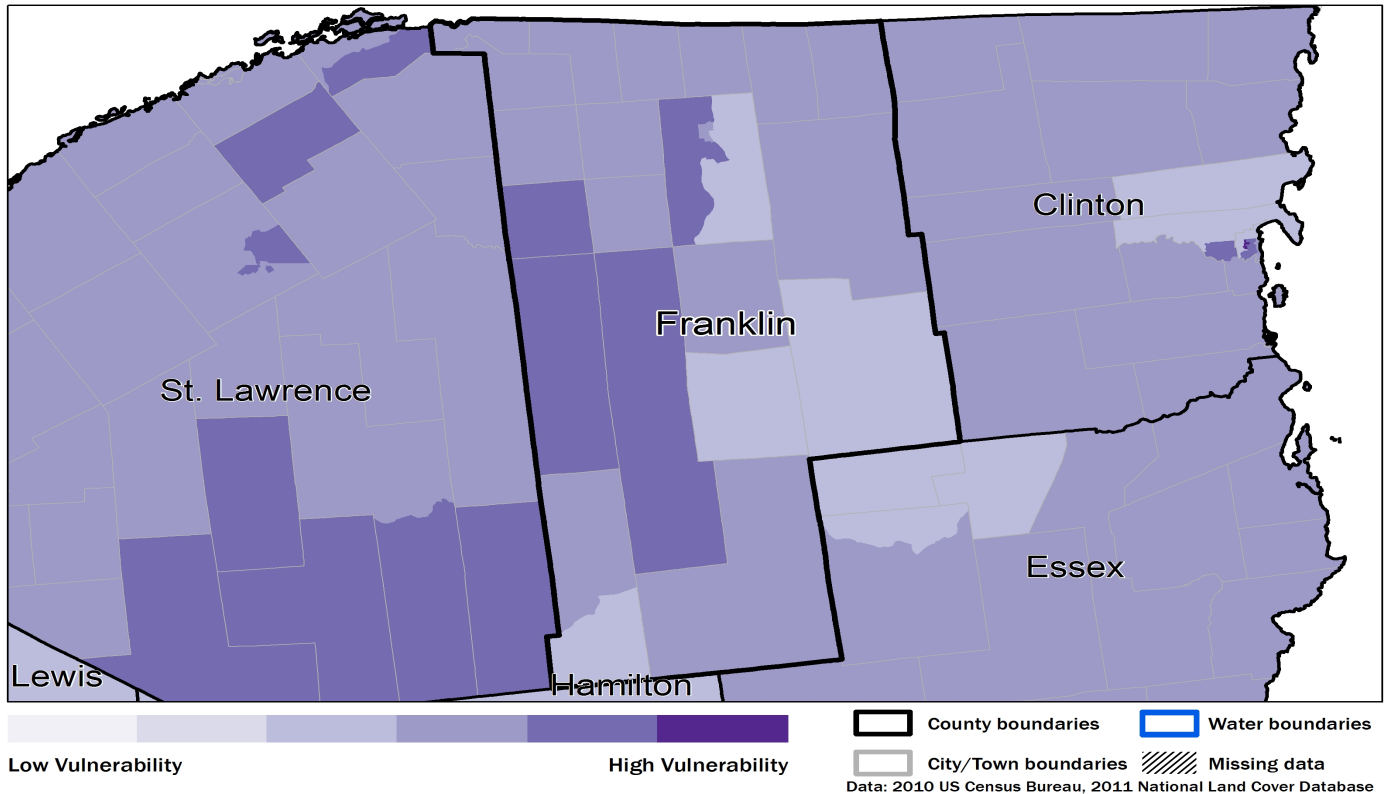 Clinton
Franklin
St. Lawrence
Essex
Lewis
Hamilton
Low Vulnerability
High Vulnerability
County boundaries
Water boundaries
City/Town boundaries
Missing data
Data: 2010 US Census Bureau, 2011 National Land Cover Database